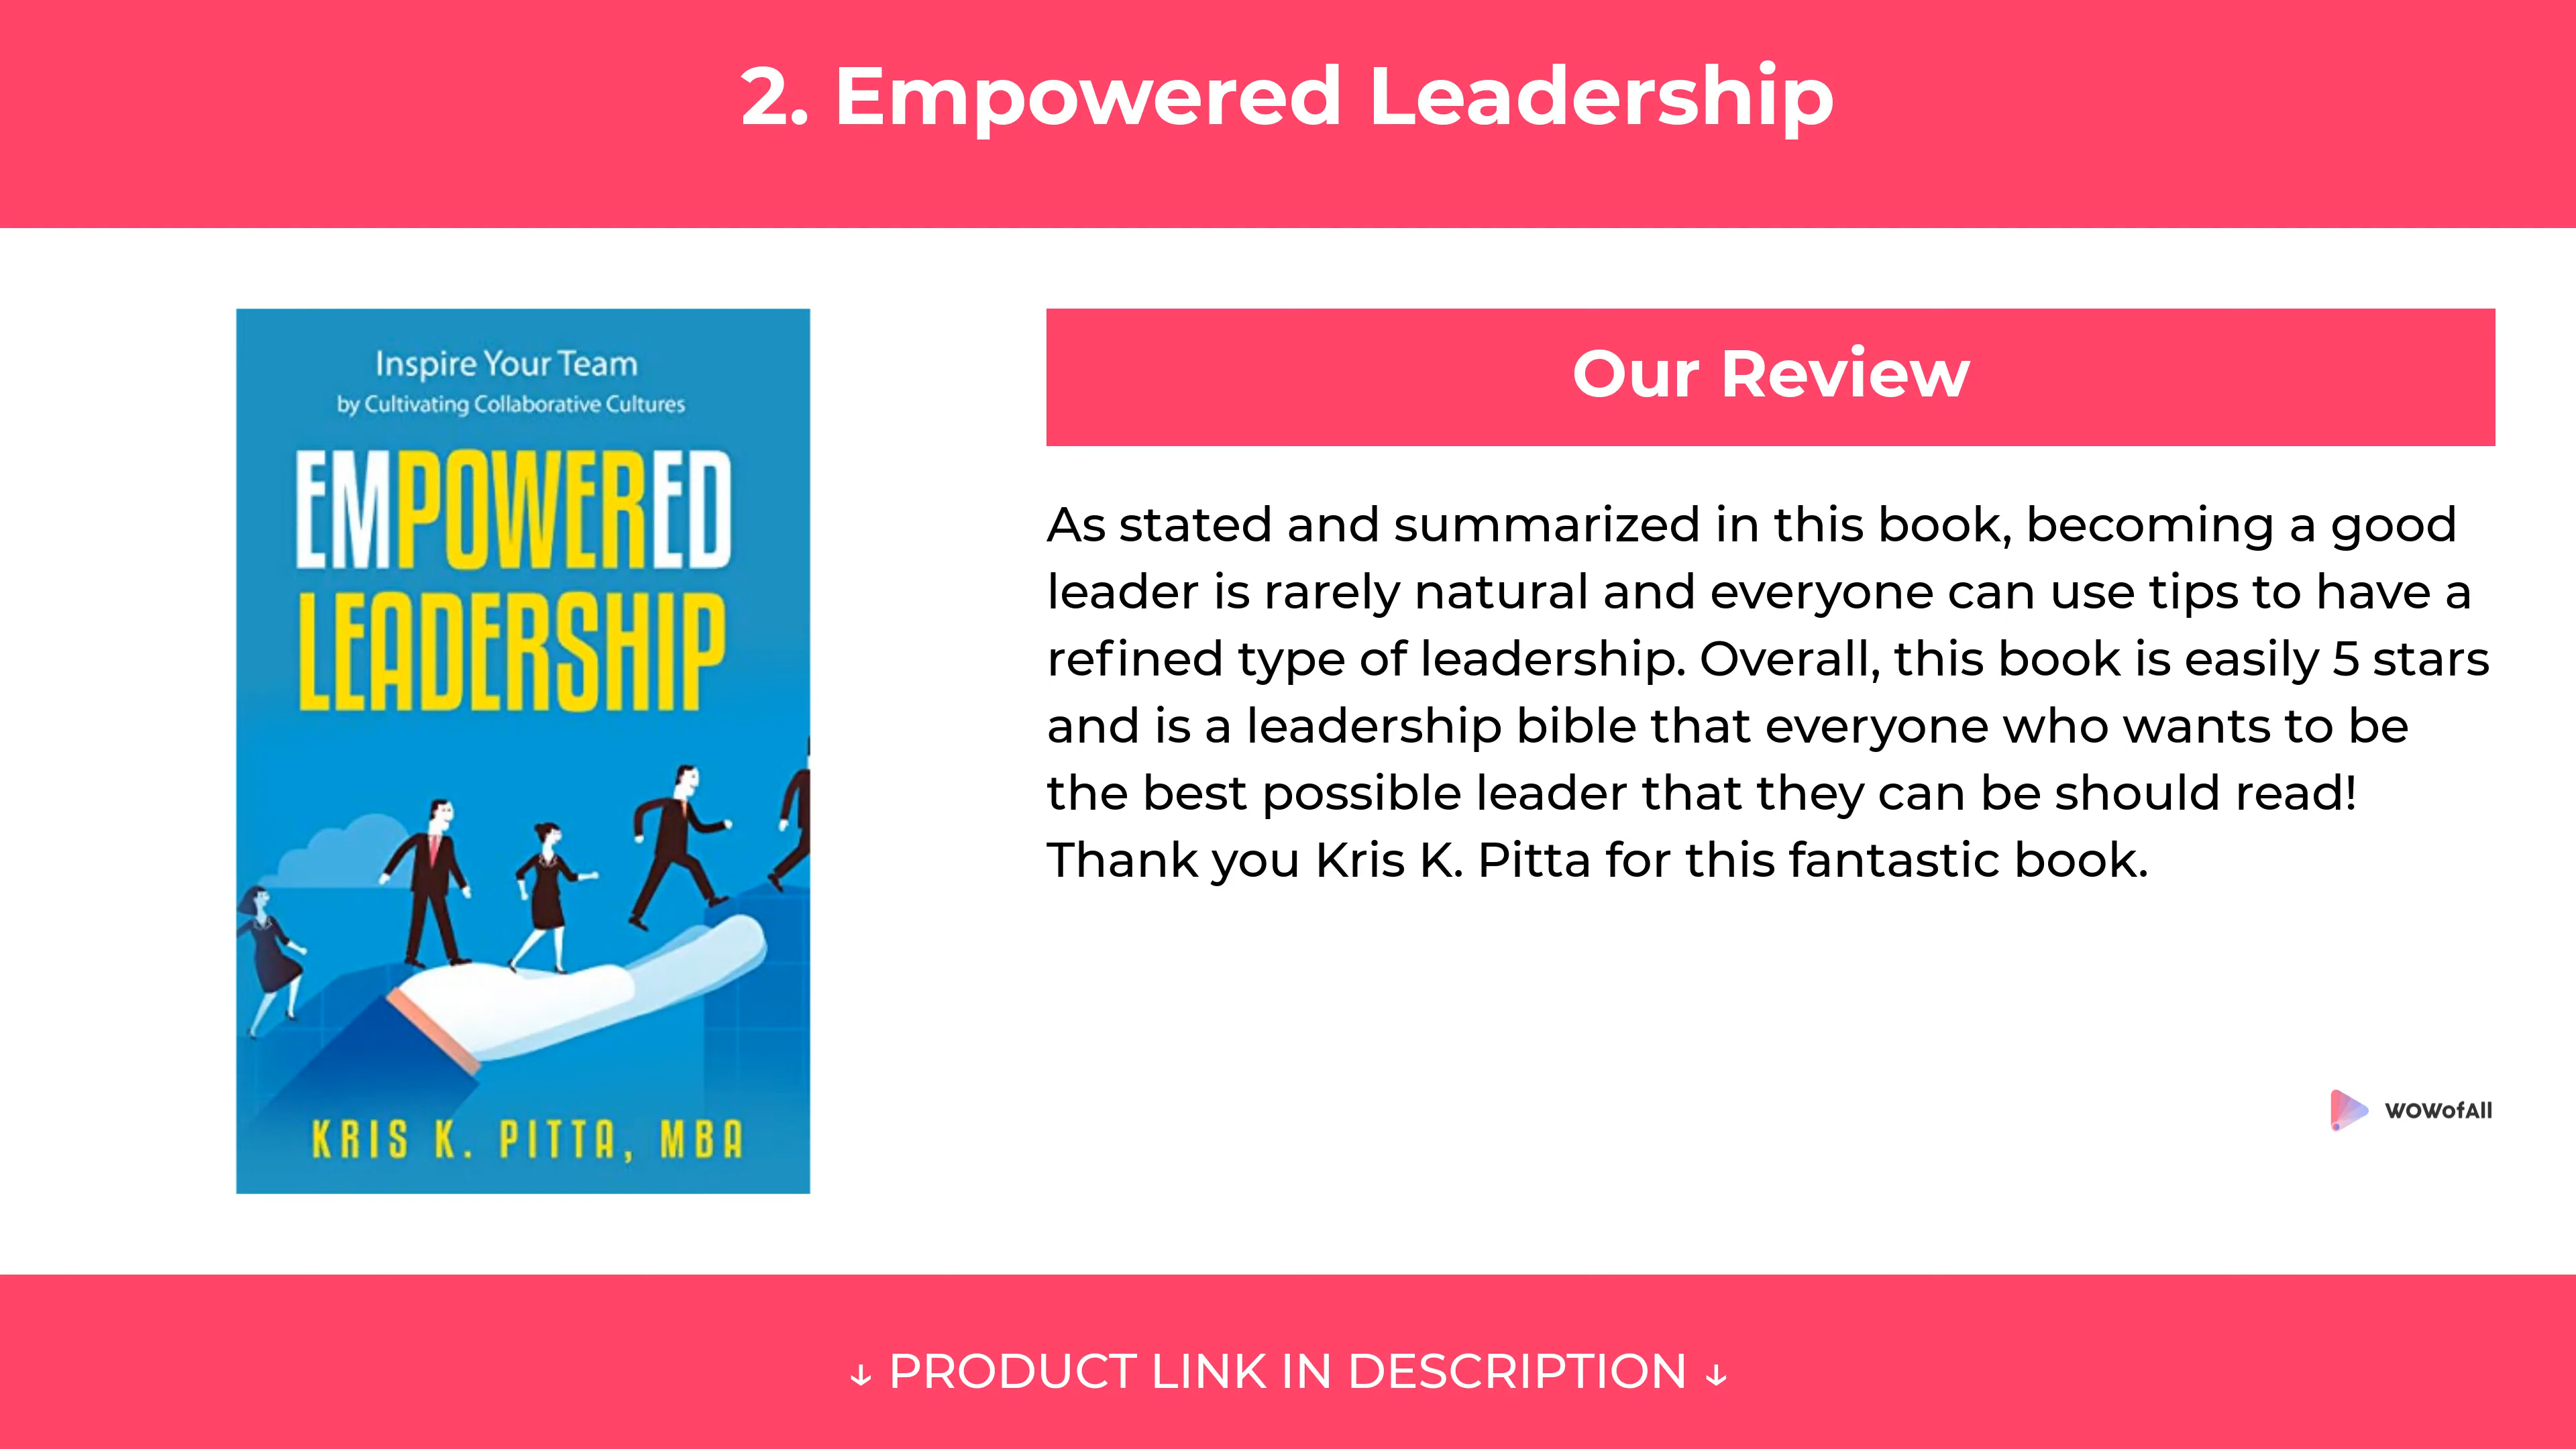 2. Empowered Leadership
Inspire Your Team
by Cultivating Collaborative Cultures
EMPOWERED
LEADERSHIP
KRIS K. PITTA, MBA
Our Review
As stated and summarized in this book, becoming a good
leader is rarely natural and everyone can use tips to have a
refined type of leadership. Overall, this book is easily 5 stars
and is a leadership bible that everyone who wants to be
the best possible leader that they can be should read!
Thank you Kris K. Pitta for this fantastic book.
WOWofAll
↓ PRODUCT LINK IN DESCRIPTION ↓